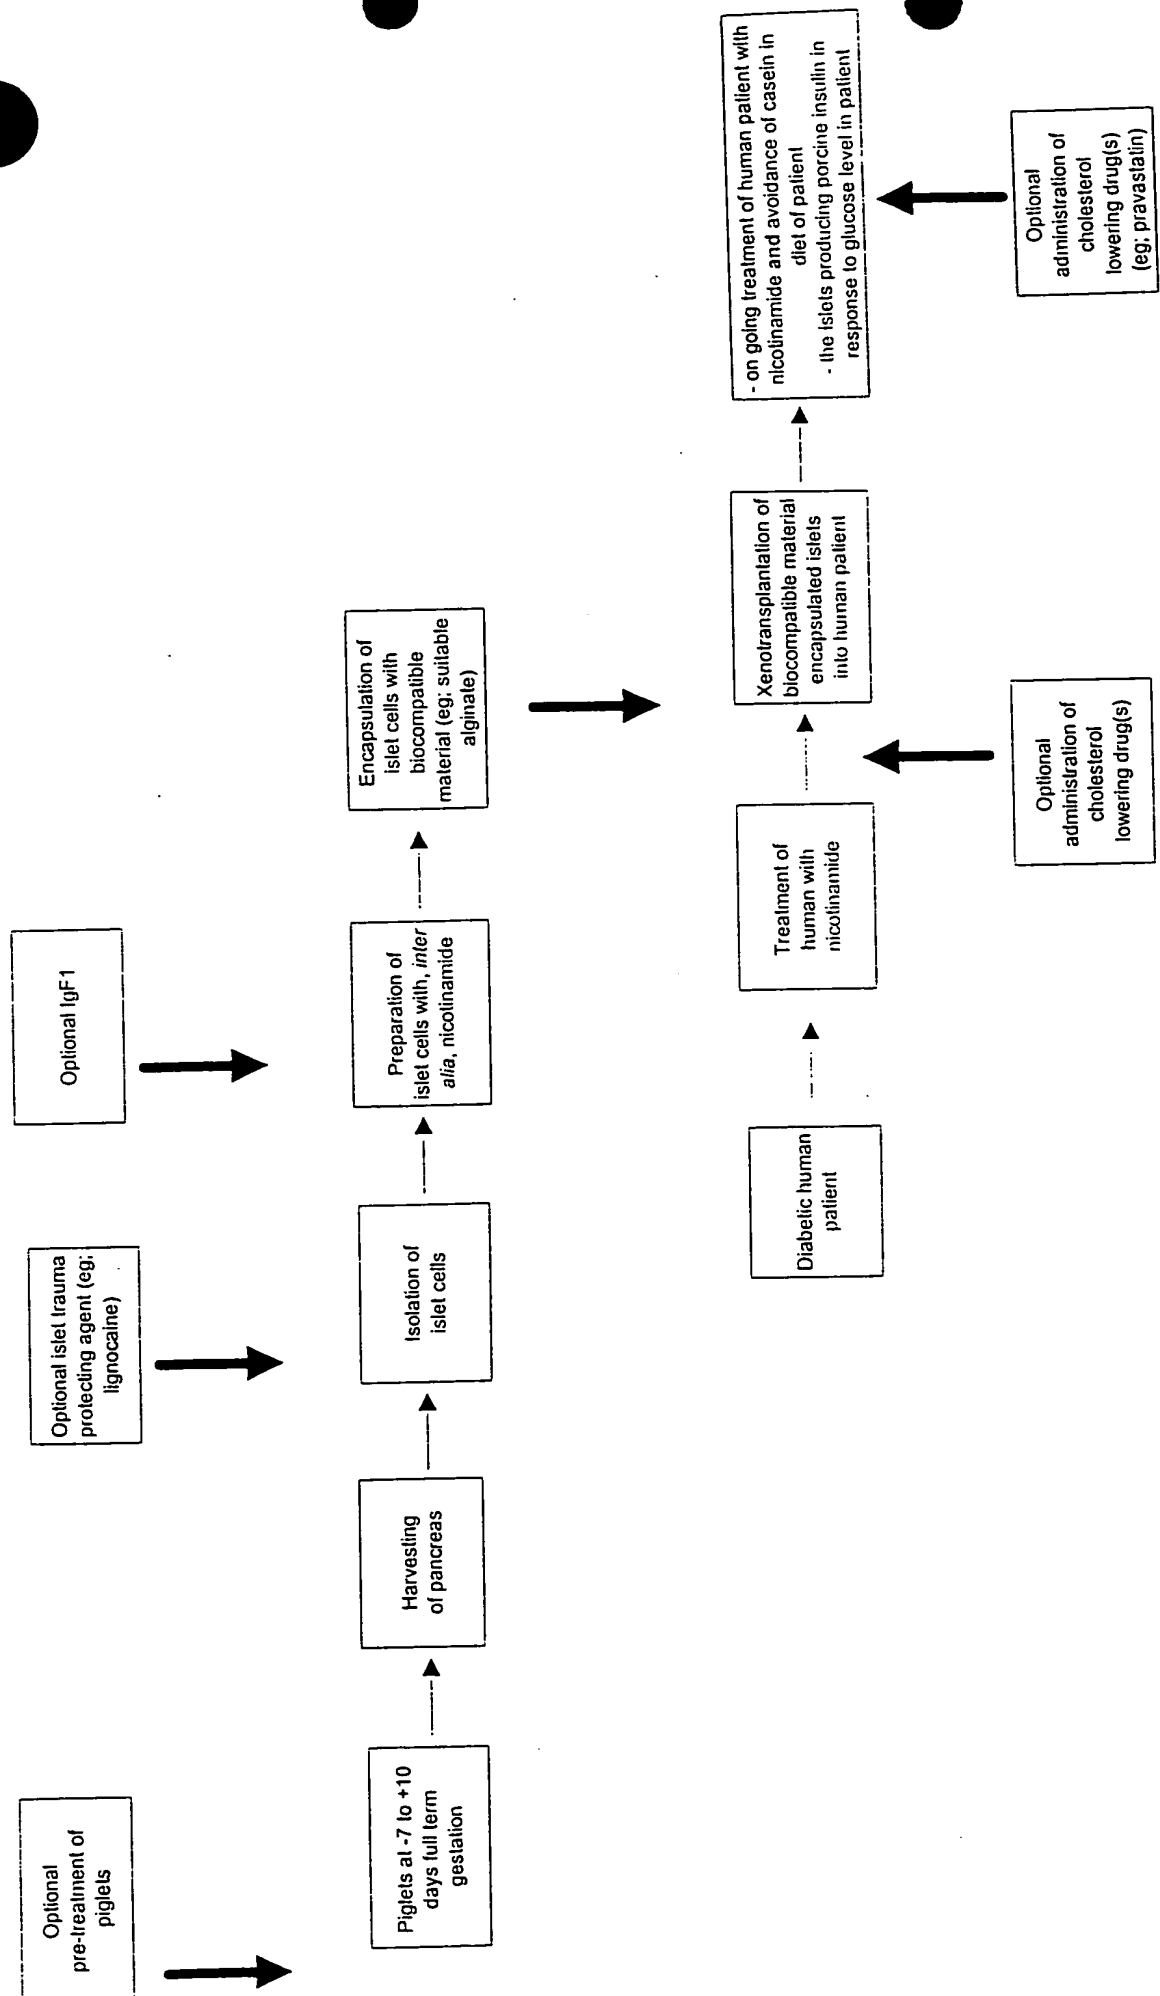 Optional
pre-treatment of
piglets
Optional islet trauma
protecting agent (eg;
lignocaine)
Optional IgF1
Piglets at -7 to +10
days full term
gestation
Harvesting
of pancreas
Isolation of
islet cells
Preparation of
islet cells with, inter
alia, nicotinamide
Encapsulation of
islet cells with
biocompatible
material (eg; suitable
alginate)
Diabetic human
patient
Treatment of
human with
nicotinamide
Xenotransplantation of
biocompatible material
encapsulated islets
into human patient
- on going treatment of human patient with
nicotinamide and avoidance of casein in
diet of patient
- the islets producing porcine insulin in
response to glucose level in patient
Optional
administration of
cholesterol
lowering drug(s)
Optional
administration of
cholesterol
lowering drug(s)
(eg; pravastatin)